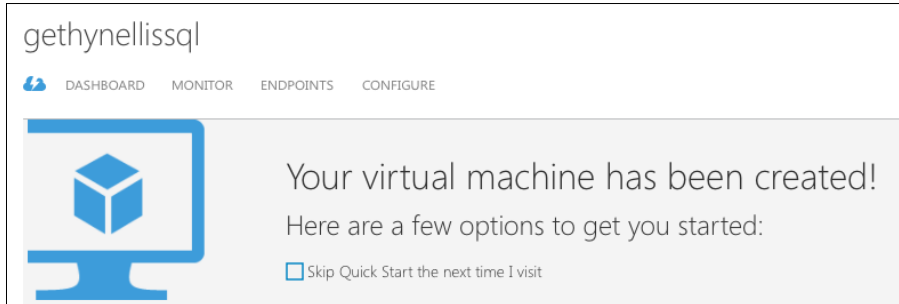 gethynellissql
DASHBOARD MONITOR ENDPOINTS CONFIGURE
Your virtual machine has been created!
Here are a few options to get you started:
Skip Quick Start the next time I visit